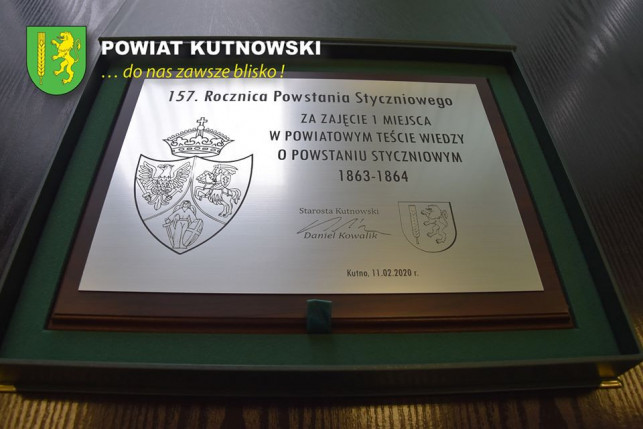 POWIAT KUTNOWSKI
... do nas zawsze blisko !
157. Rocznica Powstania Styczniowego
ZA ZAJĘCIE I MIEJSCA
W POWIATOWYM TEŚCIE WIEDZY
O POWSTANIU STYCZNIOWYM
1863-1864
Starosta Kutnowski
Daniel Kowalik
Kutno, 11.02.2020 r.